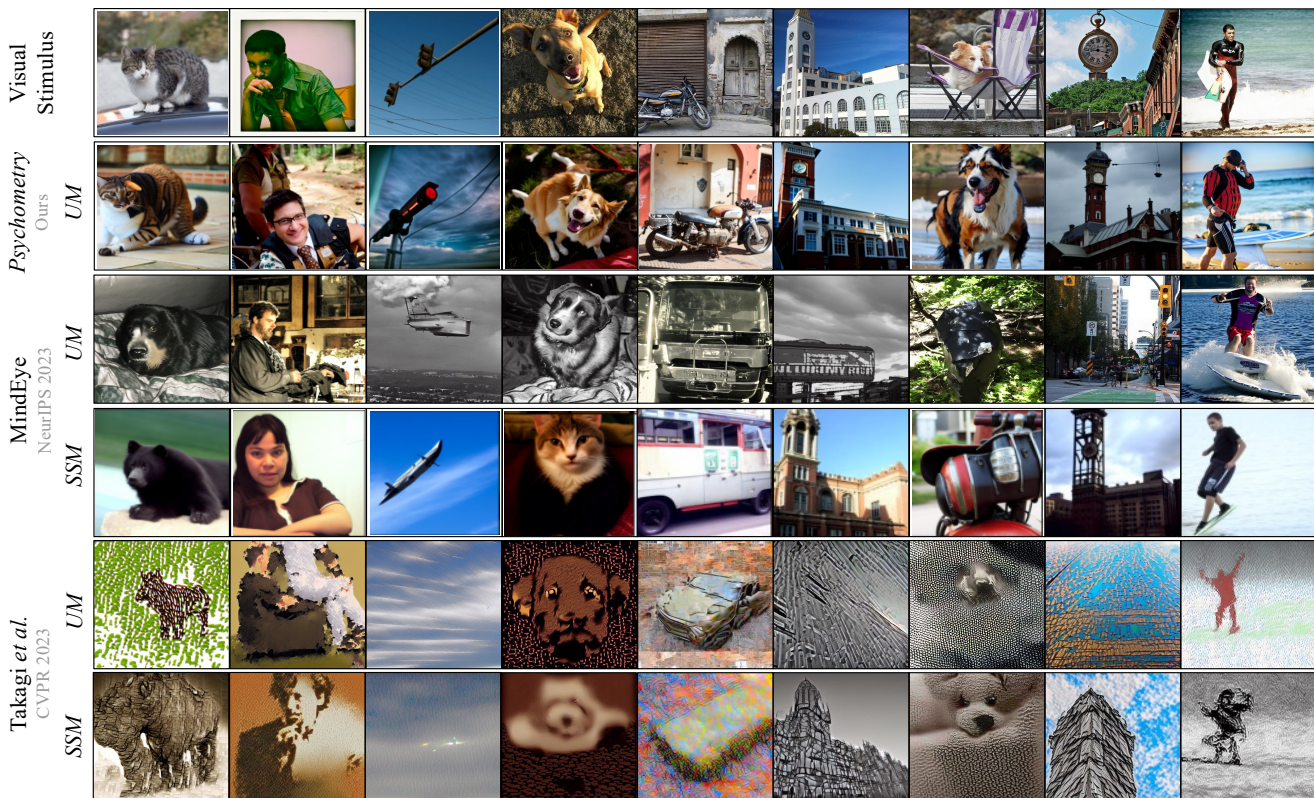 Visual
Stimulus
Psychometry
Ours
UM
MindEye
NeurIPS 2023
UM
SSM
Takagi et al.
CVPR 2023
UM
SSM